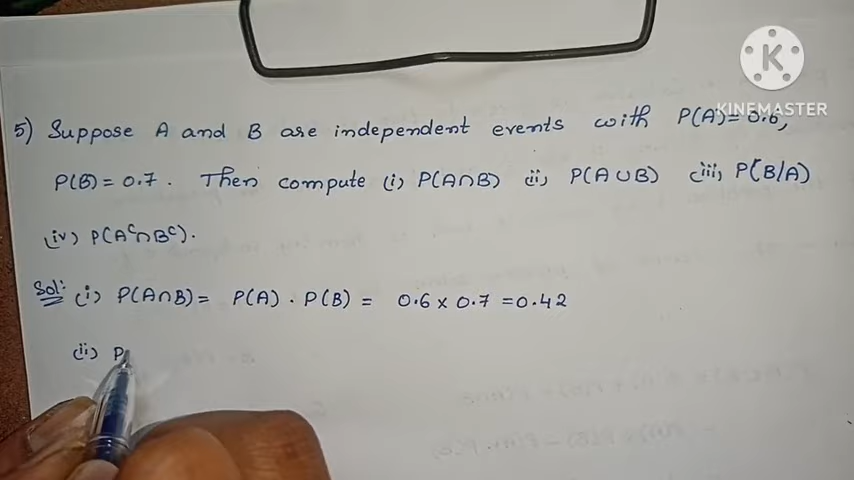 K
KINEMASTER
5) Suppose A and B are independent events with P(A)=0.6,
P(B)=0.7. Then compute (i) P(A∩B) (ii) P(A∪B) (iii) P(B/A)
(iv) P(Aᶜ∩Bᶜ).
Sol: (i) P(A∩B)= P(A) . P(B) = 0.6 x 0.7 =0.42
(ii) P